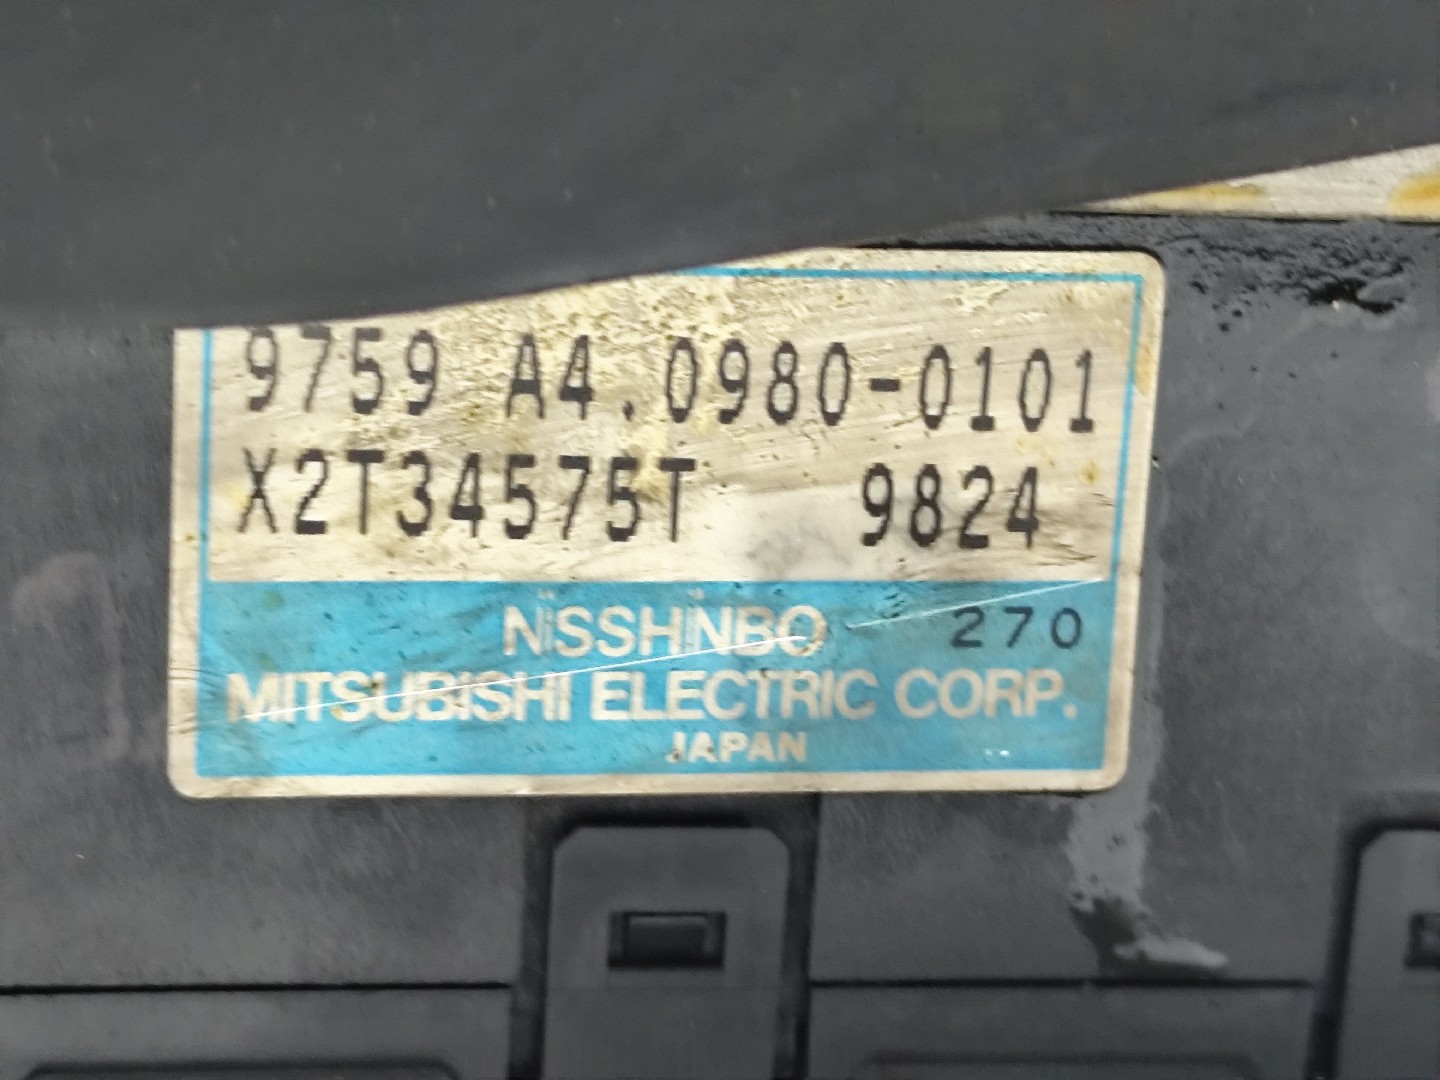 9759 A4.0980-0101
X2T34575T 9824
NiSSHiNBO 270
MITSUBISHI ELECTRIC CORP.
JAPAN